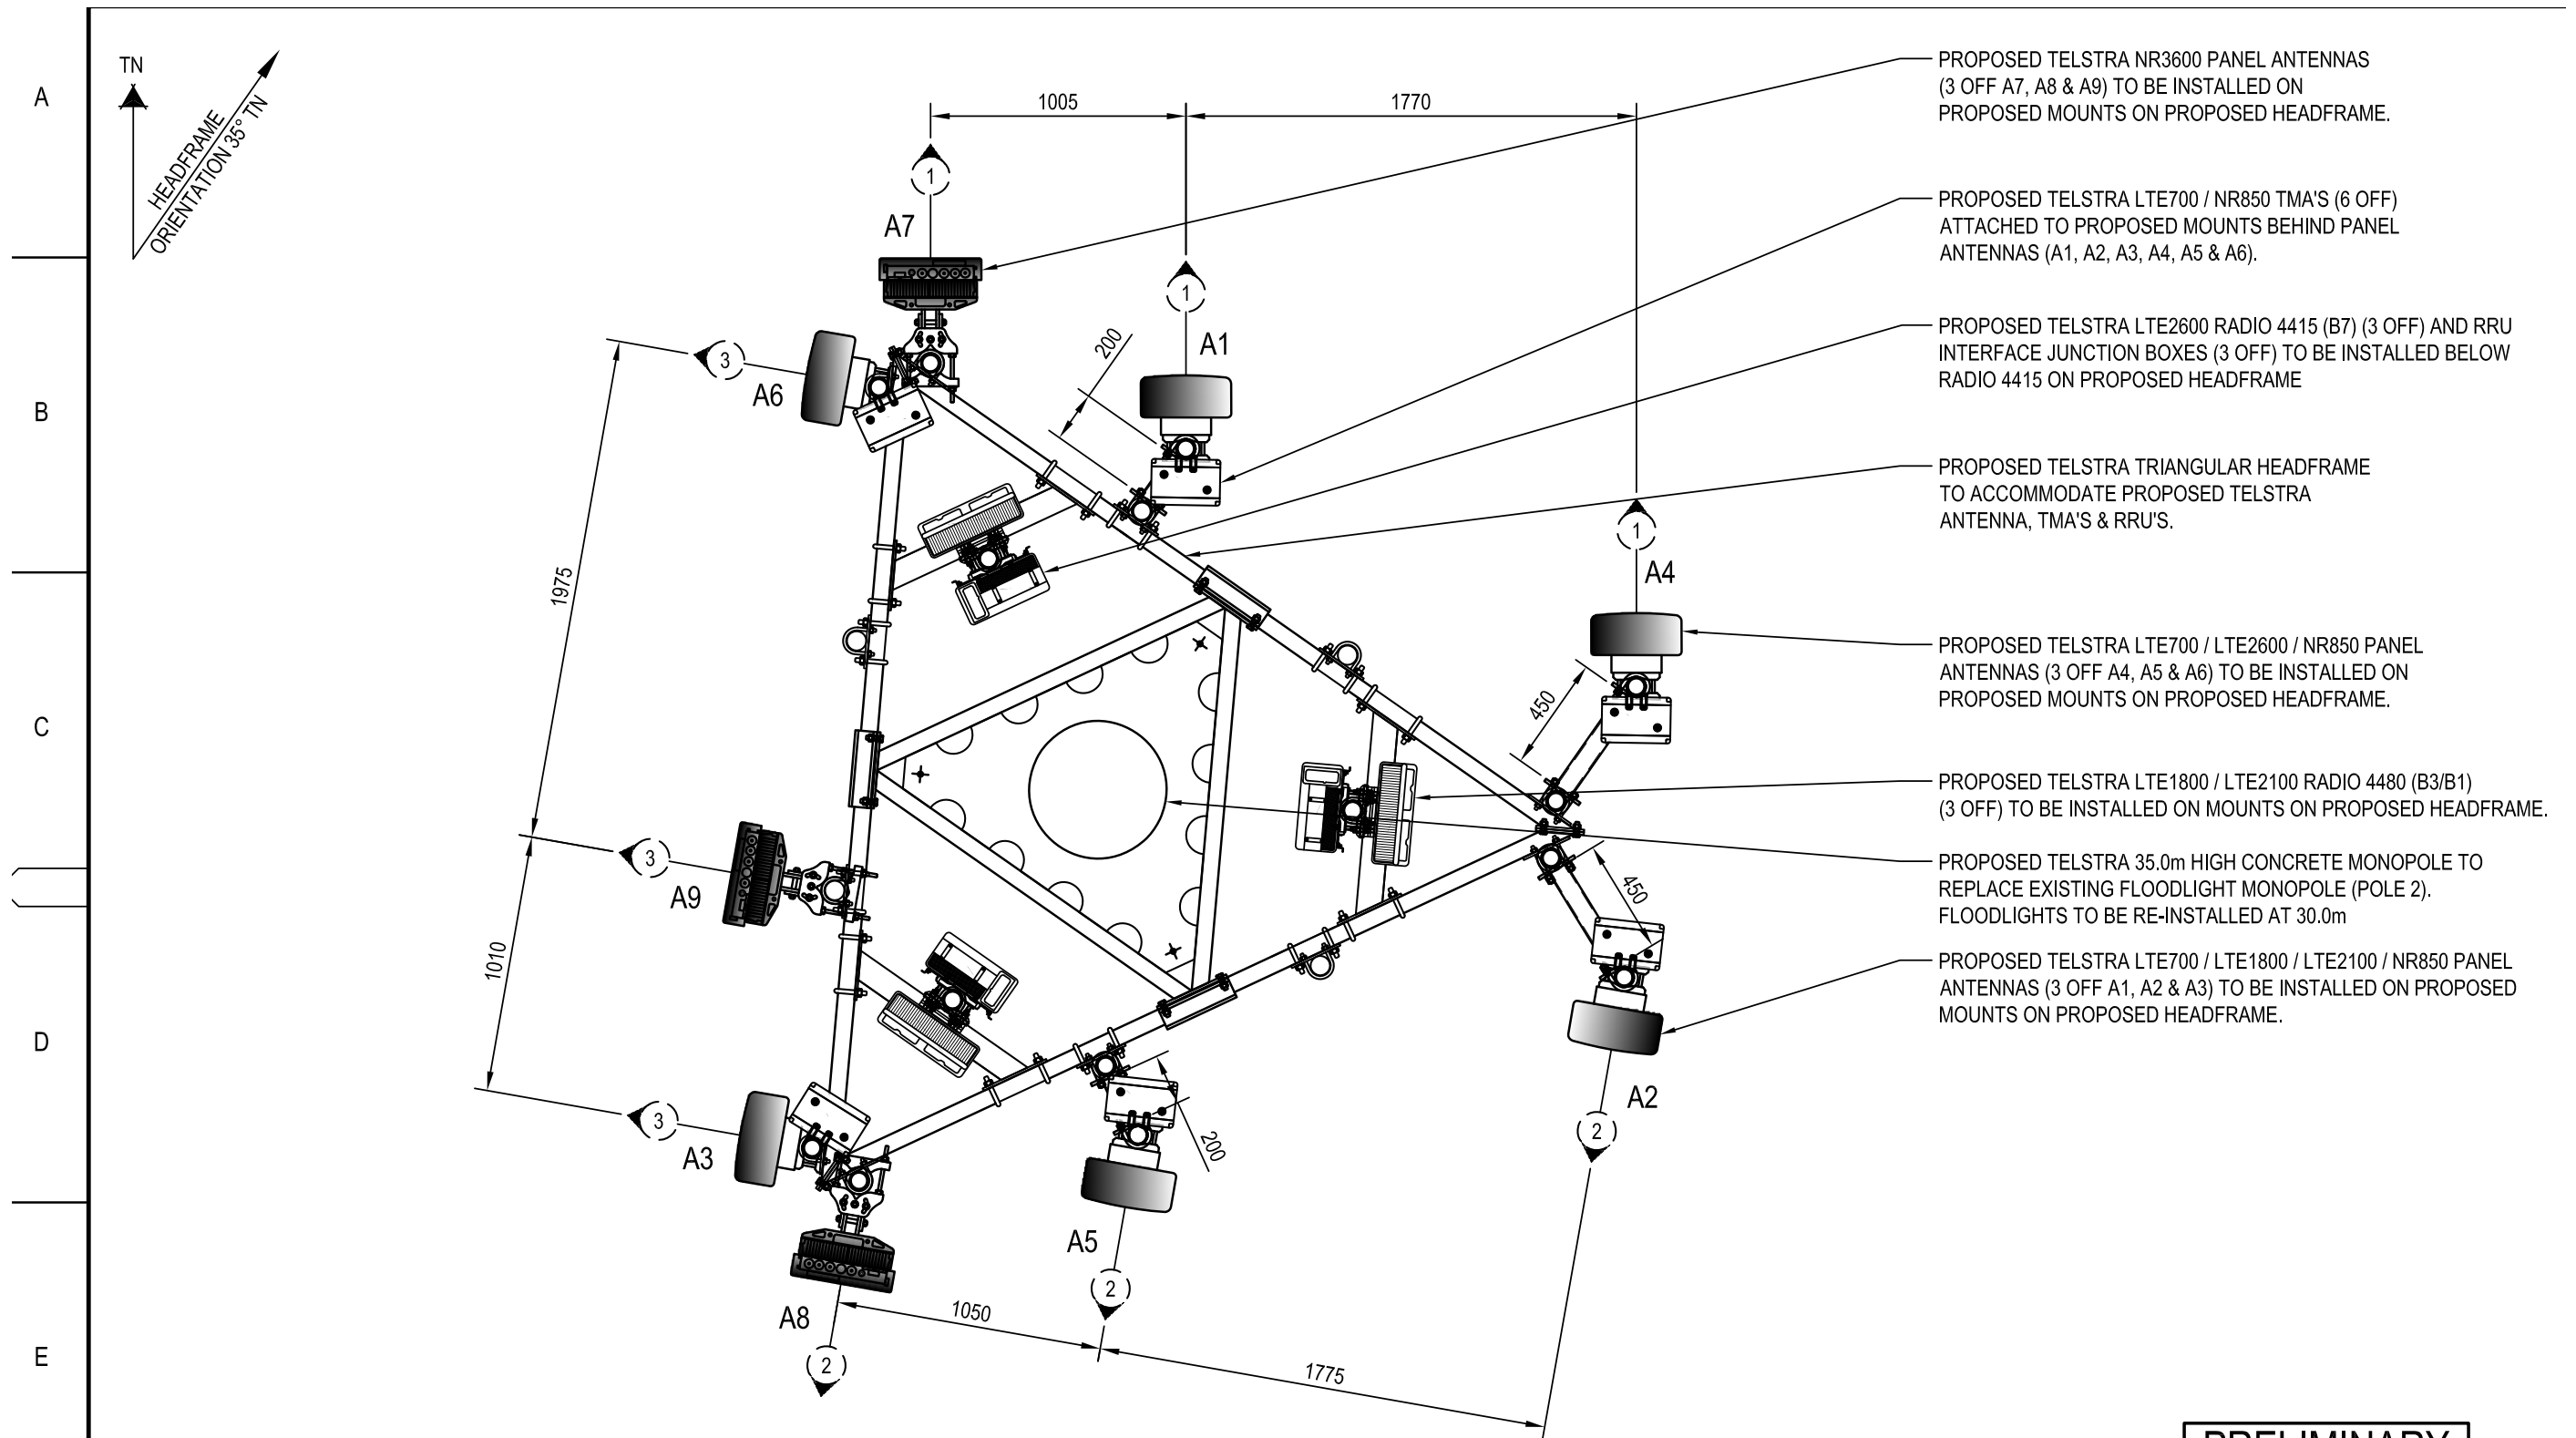 A
B
C
D
E
TN
HEADFRAME
ORIENTATION 35° TN
1005
1770
1
A7
1
A1
200
3
A6
1
A4
450
1975
3
A9
1010
450
3
A3
A2
2
200
A5
2
A8
2
1050
1775
PROPOSED TELSTRA NR3600 PANEL ANTENNAS
(3 OFF A7, A8 & A9) TO BE INSTALLED ON
PROPOSED MOUNTS ON PROPOSED HEADFRAME.
PROPOSED TELSTRA LTE700 / NR850 TMA'S (6 OFF)
ATTACHED TO PROPOSED MOUNTS BEHIND PANEL
ANTENNAS (A1, A2, A3, A4, A5 & A6).
PROPOSED TELSTRA LTE2600 RADIO 4415 (B7) (3 OFF) AND RRU
INTERFACE JUNCTION BOXES (3 OFF) TO BE INSTALLED BELOW
RADIO 4415 ON PROPOSED HEADFRAME
PROPOSED TELSTRA TRIANGULAR HEADFRAME
TO ACCOMMODATE PROPOSED TELSTRA
ANTENNA, TMA'S & RRU'S.
PROPOSED TELSTRA LTE700 / LTE2600 / NR850 PANEL
ANTENNAS (3 OFF A4, A5 & A6) TO BE INSTALLED ON
PROPOSED MOUNTS ON PROPOSED HEADFRAME.
PROPOSED TELSTRA LTE1800 / LTE2100 RADIO 4480 (B3/B1)
(3 OFF) TO BE INSTALLED ON MOUNTS ON PROPOSED HEADFRAME.
PROPOSED TELSTRA 35.0m HIGH CONCRETE MONOPOLE TO
REPLACE EXISTING FLOODLIGHT MONOPOLE (POLE 2).
FLOODLIGHTS TO BE RE-INSTALLED AT 30.0m
PROPOSED TELSTRA LTE700 / LTE1800 / LTE2100 / NR850 PANEL
ANTENNAS (3 OFF A1, A2 & A3) TO BE INSTALLED ON PROPOSED
MOUNTS ON PROPOSED HEADFRAME.
PRELIMINARY